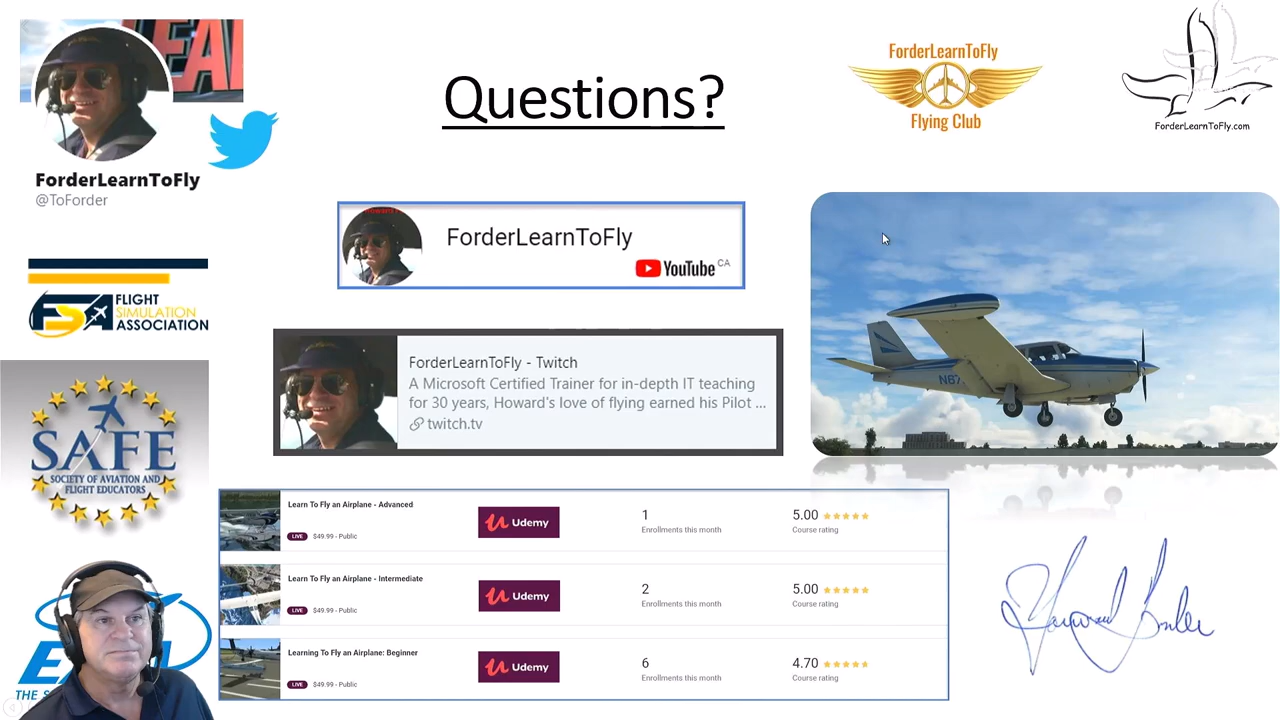 LEA
Questions?
ForderLearnToFly
Flying Club
ForderLearnToFly.com
ForderLearnToFly
@ToForder
ForderLearnToFly
YouTube CA
FSA FLIGHT
SIMULATION
ASSOCIATION
ForderLearnToFly - Twitch
A Microsoft Certified Trainer for in-depth IT teaching
for 30 years, Howard's love of flying earned his Pilot ...
twitch.tv
SAFE
SOCIETY OF AVIATION AND
FLIGHT EDUCATORS
Learn To Fly an Airplane - Advanced
LIVE $49.99 - Public
Udemy
1
Enrollments this month
5.00
Course rating
Learn To Fly an Airplane - Intermediate
LIVE $49.99 - Public
Udemy
2
Enrollments this month
5.00
Course rating
Learning To Fly an Airplane: Beginner
LIVE $49.99 - Public
Udemy
6
Enrollments this month
4.70
Course rating
THE